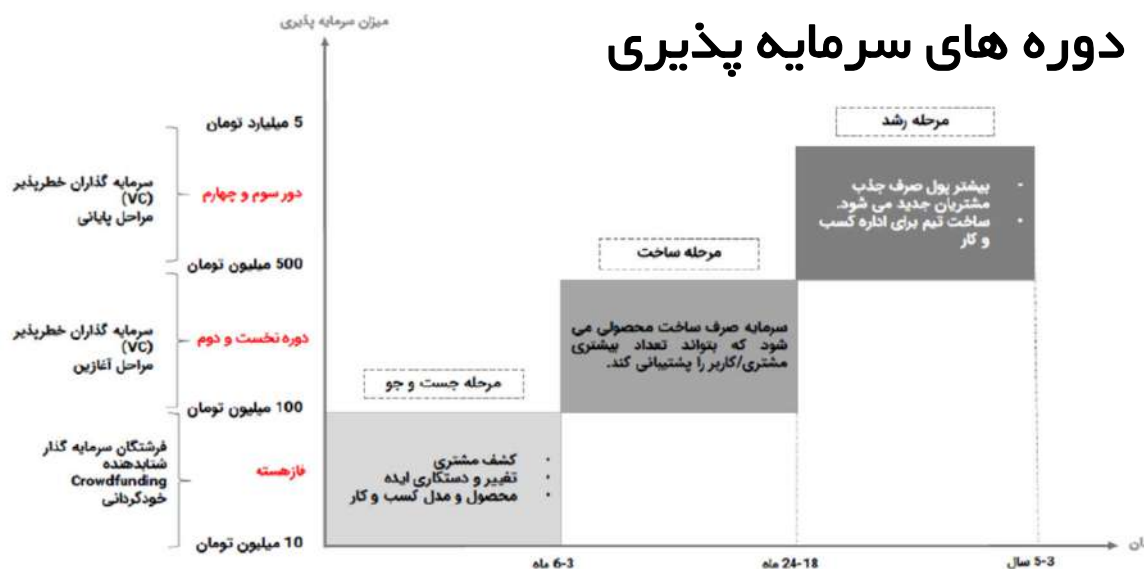 میزان سرمایه پذیری
دوره های سرمایه پذیری
5 میلیارد تومان
مرحله رشد
سرمایه گذاران خطرپذیر
(VC)
مراحل پایانی
دور سوم و چهارم
• بیشتر پول صرف جذب
مشتریان جدید می شود.
• ساخت تیم برای اداره کسب
و کار
500 میلیون تومان
مرحله ساخت
سرمایه گذاران خطرپذیر
(VC)
مراحل آغازین
دوره نخست و دوم
سرمایه صرف ساخت محصولی می
شود که بتواند تعداد بیشتری
مشتری/کاربر را پشتیبانی کند.
100 میلیون تومان
مرحله جست و جو
فرشتگان سرمایه گذار
شتابدهنده
Crowdfunding
خودگردانی
فازهسته
• کشف مشتری
• تغییر و دستکاری ایده
• محصول و مدل کسب و کار
10 میلیون تومان
6-3 ماه
24-18 ماه
5-3 سال